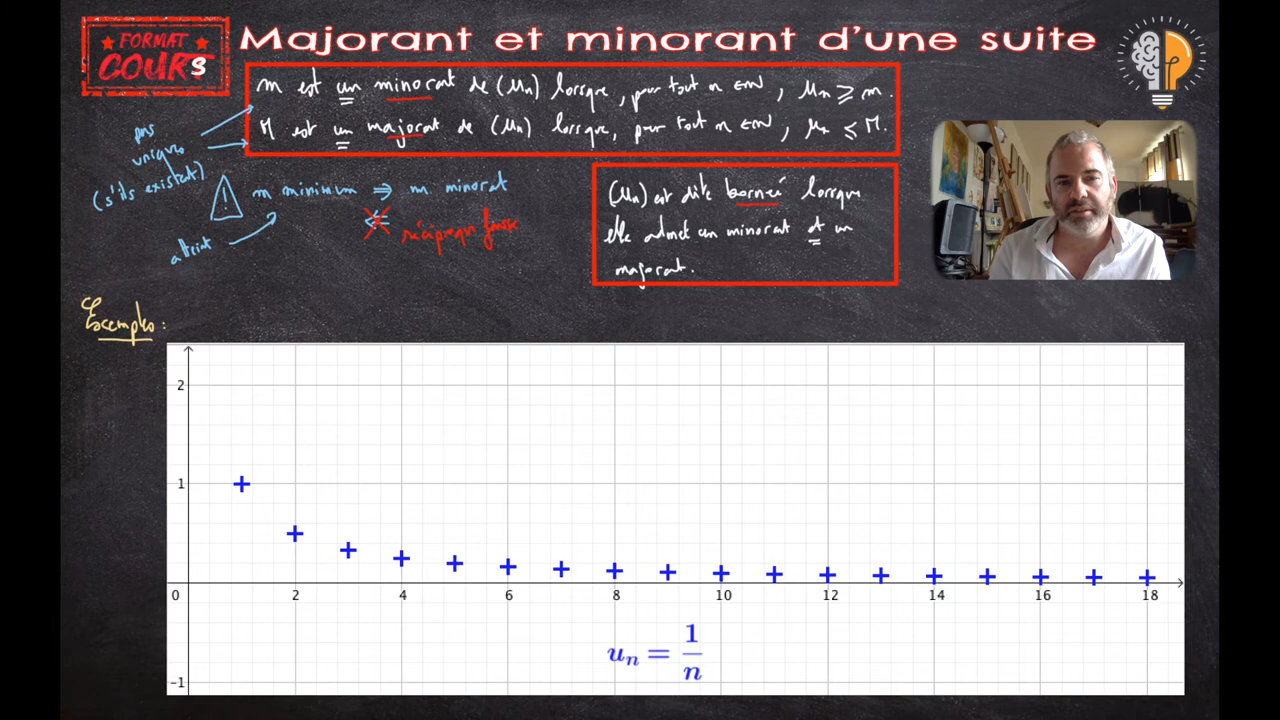 FORMAT
COURS
Majorant et minorant d'une suite
m est un minorant de (un) lorsque, pour tout n ∈ ℕ, un ⩾ m.
M est un majorant de (un) lorsque, pour tout n ∈ ℕ, un ⩽ M.
pas
unique
(s'ils existent)
! m minimum ⇒ m minorant
⇐ réciproque fausse
atteint
(un) est dite bornée lorsque
elle admet un minorant et un
majorant.
Exemple :
2
1
0 2 4 6 8 10 12 14 16 18
-1
un = 1/n